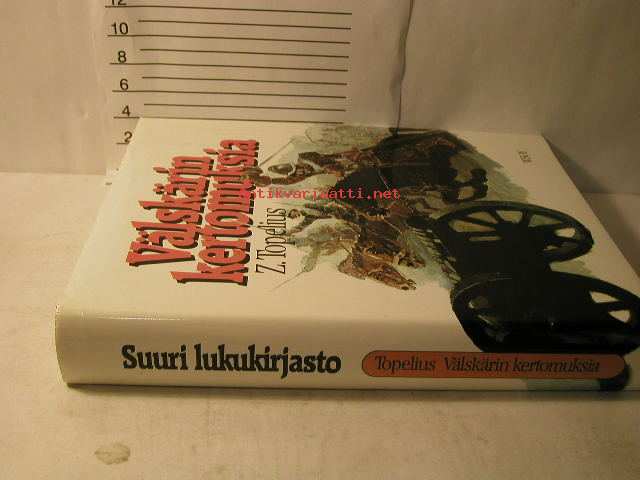 12
10
8
6
4
2
Välskärin
kertomuksia
Z. Topelius
antikvariaatti.net
Suuri lukukirjasto
Topelius Välskärin kertomuksia